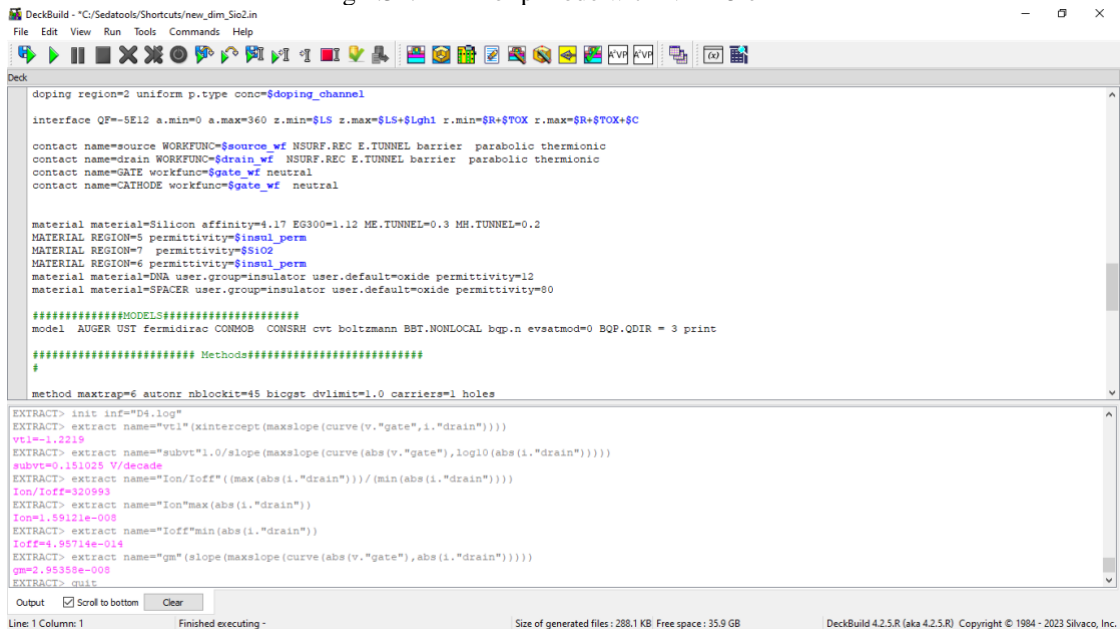 DeckBuild - "C:/Sedatools/Shortcuts/new_dim_Sio2.in
File Edit View Run Tools Commands Help
Deck
doping region=2 uniform p.type conc=$doping_channel
interface QF=-5E12 a.min=0 a.max=360 z.min=$LS z.max=$LS+$Lgh1 r.min=$R+$TOX r.max=$R+$TOX+$C
contact name=source WORKFUNC=$source_wf NSURF.REC E.TUNNEL barrier parabolic thermionic
contact name=drain WORKFUNC=$drain_wf NSURF.REC E.TUNNEL barrier parabolic thermionic
contact name=GATE workfunc=$gate_wf neutral
contact name=CATHODE workfunc=$gate_wf neutral
material material=Silicon affinity=4.17 EG300=1.12 ME.TUNNEL=0.3 MH.TUNNEL=0.2
MATERIAL REGION=5 permittivity=$insul_perm
MATERIAL REGION=7 permittivity=$SiO2
MATERIAL REGION=6 permittivity=$insul_perm
material material=DNA user.group=insulator user.default=oxide permittivity=12
material material=SPACER user.group=insulator user.default=oxide permittivity=80
##############MODELS#####################
model AUGER UST fermidirac CONMOB CONSRH cvt boltzmann BBT.NONLOCAL bqp.n evsatmod=0 BQP.QDIR = 3 print
######################### Methods###########################
#
method maxtrap=6 autonr nblockit=45 bicgst dvlimit=1.0 carriers=1 holes
EXTRACT> init inf="D4.log"
EXTRACT> extract name="vt1"(xintercept(maxslope(curve(v."gate",i."drain"))))
vt1=-1.2219
EXTRACT> extract name="subvt"1.0/slope(maxslope(curve(abs(v."gate"),log10(abs(i."drain")))))
subvt=0.151025 V/decade
EXTRACT> extract name="Ion/Ioff"((max(abs(i."drain")))/(min(abs(i."drain"))))
Ion/Ioff=320993
EXTRACT> extract name="Ion"max(abs(i."drain"))
Ion=1.59121e-008
EXTRACT> extract name="Ioff"min(abs(i."drain"))
Ioff=4.95714e-014
EXTRACT> extract name="gm"(slope(maxslope(curve(abs(v."gate"),abs(i."drain")))))
gm=2.95358e-008
EXTRACT> quit
Output Scroll to bottom Clear
Line: 1 Column: 1 Finished executing - Size of generated files : 288.1 KB Free space : 35.9 GB DeckBuild 4.2.5.R (aka 4.2.5.R) Copyright © 1984 - 2023 Silvaco, Inc.